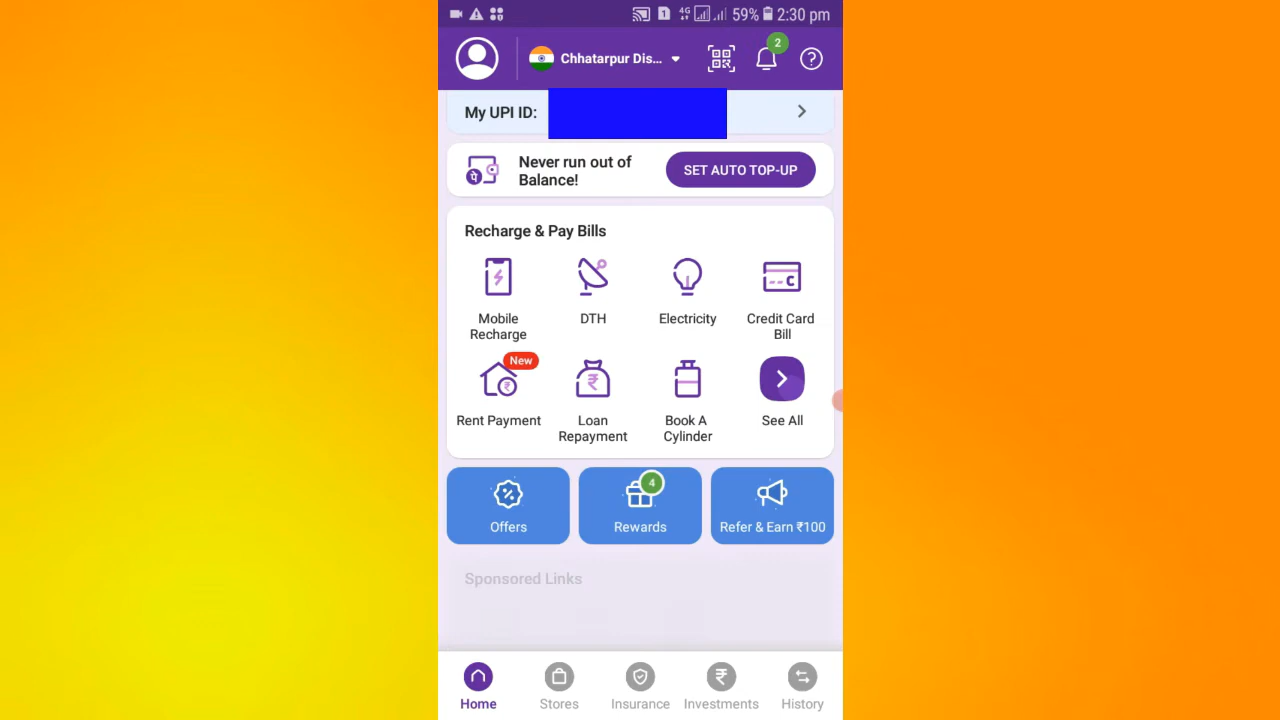 1 4G 59% 2:30 pm
Chhatarpur Dis...
2
My UPI ID:
Never run out of
Balance!
SET AUTO TOP-UP
Recharge & Pay Bills
Mobile
Recharge
DTH
Electricity
C
Credit Card
Bill
New
₹
Rent Payment
₹
Loan
Repayment
Book A
Cylinder
See All
पे
%
Offers
4
Rewards
Refer & Earn ₹100
Sponsored Links
Home
Stores
Insurance
₹
Investments
History